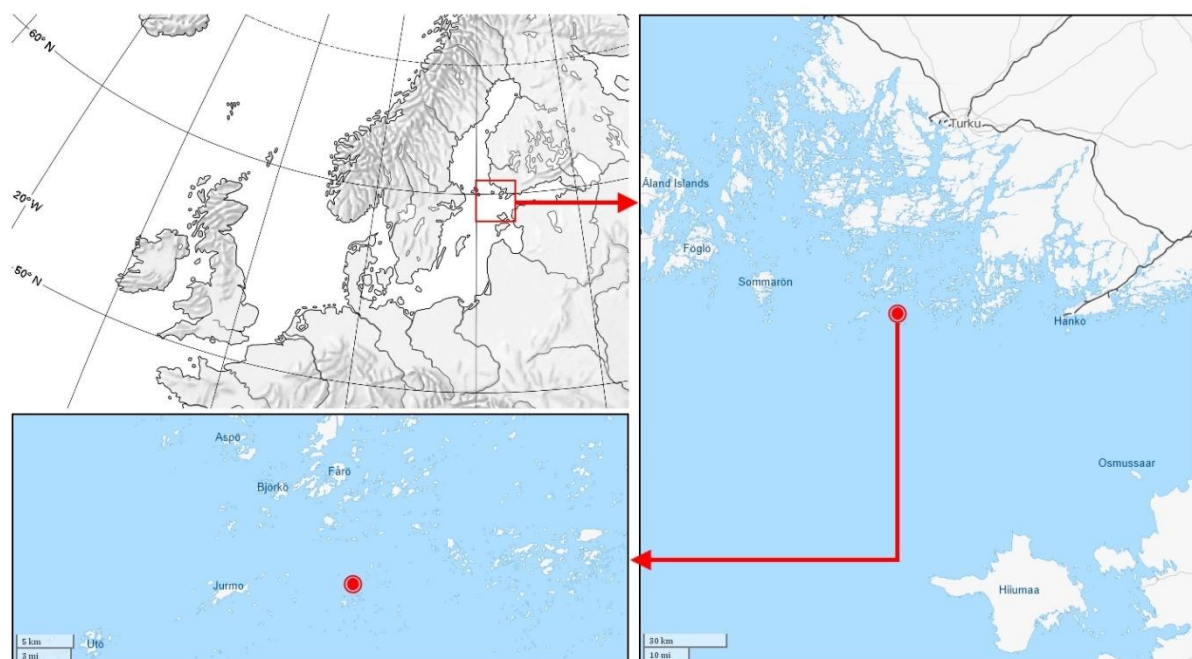 60° N
20°W
50° N
Turku
Åland Islands
Föglö
Sommarön
Hanko
Osmussaar
Hiiumaa
30 km
10 mi
Aspö
Fårö
Björkö
Jurmo
Utö
5 km
3 mi